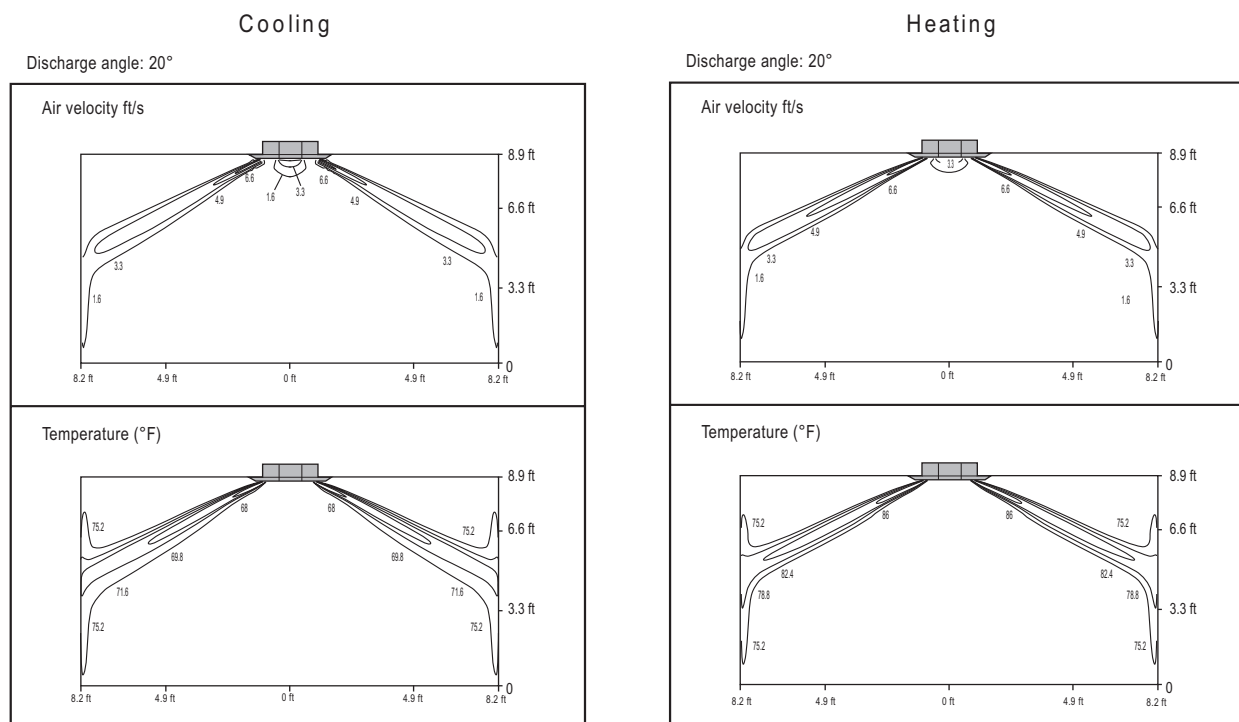 Cooling
Discharge angle: 20°
Air velocity ft/s
6.6
4.9
1.6
3.3
6.6
4.9
3.3
3.3
1.6
1.6
8.9 ft
6.6 ft
3.3 ft
0
8.2 ft
4.9 ft
0 ft
4.9 ft
8.2 ft
Temperature (°F)
75.2
68
68
75.2
69.8
69.8
71.6
71.6
75.2
75.2
8.9 ft
6.6 ft
3.3 ft
0
8.2 ft
4.9 ft
0 ft
4.9 ft
8.2 ft
Heating
Discharge angle: 20°
Air velocity ft/s
3.3
6.6
6.6
4.9
4.9
3.3
3.3
1.6
1.6
8.9 ft
6.6 ft
3.3 ft
0
8.2 ft
4.9 ft
0 ft
4.9 ft
8.2 ft
Temperature (°F)
75.2
86
86
75.2
82.4
82.4
78.8
78.8
75.2
75.2
8.9 ft
6.6 ft
3.3 ft
0
8.2 ft
4.9 ft
0 ft
4.9 ft
8.2 ft